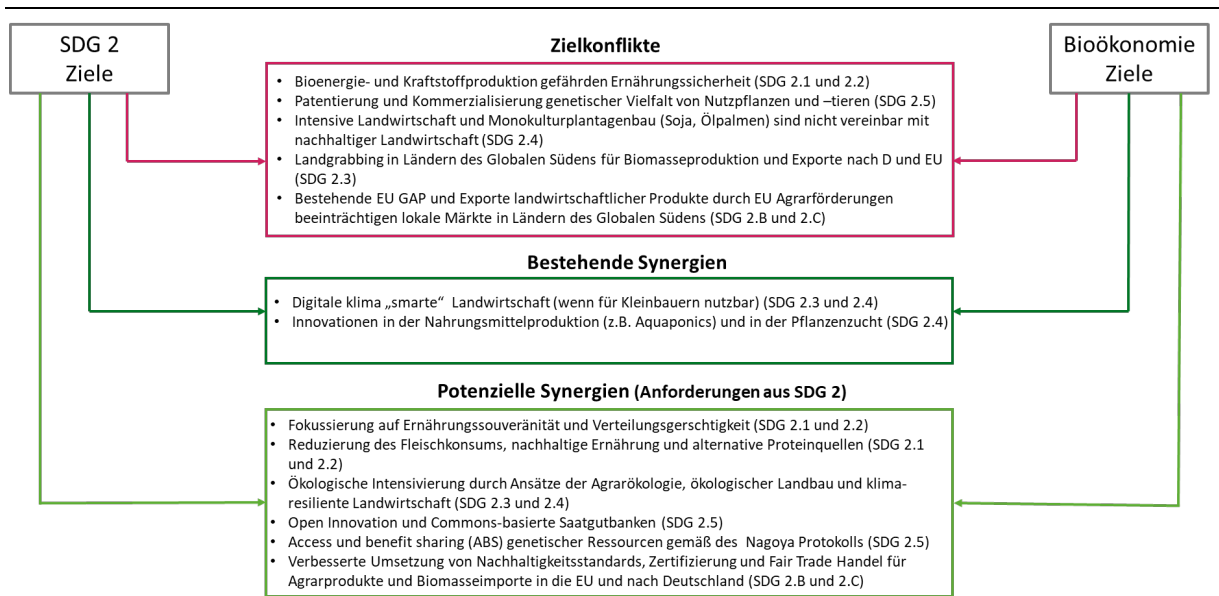 SDG 2
Ziele
Bioökonomie
Ziele
Zielkonflikte
• Bioenergie- und Kraftstoffproduktion gefährden Ernährungssicherheit (SDG 2.1 und 2.2)
• Patentierung und Kommerzialisierung genetischer Vielfalt von Nutzpflanzen und –tieren (SDG 2.5)
• Intensive Landwirtschaft und Monokulturplantagenbau (Soja, Ölpalmen) sind nicht vereinbar mit
nachhaltiger Landwirtschaft (SDG 2.4)
• Landgrabbing in Ländern des Globalen Südens für Biomasseproduktion und Exporte nach D und EU
(SDG 2.3)
• Bestehende EU GAP und Exporte landwirtschaftlicher Produkte durch EU Agrarförderungen
beeinträchtigen lokale Märkte in Ländern des Globalen Südens (SDG 2.B und 2.C)
Bestehende Synergien
• Digitale klima „smarte“ Landwirtschaft (wenn für Kleinbauern nutzbar) (SDG 2.3 und 2.4)
• Innovationen in der Nahrungsmittelproduktion (z.B. Aquaponics) und in der Pflanzenzucht (SDG 2.4)
Potenzielle Synergien (Anforderungen aus SDG 2)
• Fokussierung auf Ernährungssouveränität und Verteilungsgerschtigkeit (SDG 2.1 und 2.2)
• Reduzierung des Fleischkonsums, nachhaltige Ernährung und alternative Proteinquellen (SDG 2.1
und 2.2)
• Ökologische Intensivierung durch Ansätze der Agrarökologie, ökologischer Landbau und klima-
resiliente Landwirtschaft (SDG 2.3 und 2.4)
• Open Innovation und Commons-basierte Saatgutbanken (SDG 2.5)
• Access und benefit sharing (ABS) genetischer Ressourcen gemäß des Nagoya Protokolls (SDG 2.5)
• Verbesserte Umsetzung von Nachhaltigkeitsstandards, Zertifizierung und Fair Trade Handel für
Agrarprodukte und Biomasseimporte in die EU und nach Deutschland (SDG 2.B und 2.C)